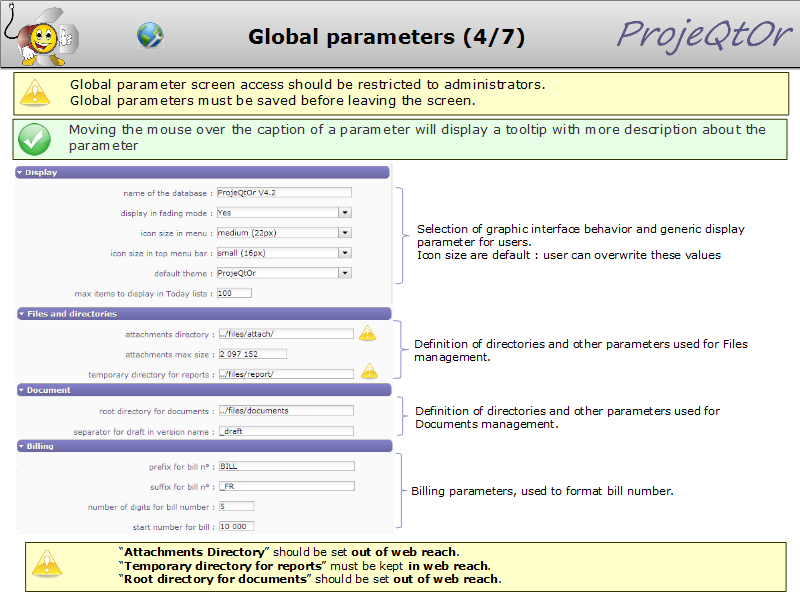 Global parameters (4/7)
ProjeQtOr
Global parameter screen access should be restricted to administrators.
Global parameters must be saved before leaving the screen.
Moving the mouse over the caption of a parameter will display a tooltip with more description about the
parameter
Display
name of the database : ProjeQtOr V4.2
display in fading mode : Yes
icon size in menu : medium (22px)
icon size in top menu bar : small (16px)
default theme : ProjeQtOr
max items to display in Today lists : 100
Selection of graphic interface behavior and generic display
parameter for users.
Icon size are default : user can overwrite these values
Files and directories
attachments directory : ../files/attach/
attachments max size : 2 097 152
temporary directory for reports : ../files/report/
Definition of directories and other parameters used for Files
management.
Document
root directory for documents : ../files/documents
separator for draft in version name : _draft
Definition of directories and other parameters used for
Documents management.
Billing
prefix for bill n° : BILL
suffix for bill n° : _FR
number of digits for bill number : 5
start number for bill : 10 000
Billing parameters, used to format bill number.
“Attachments Directory” should be set out of web reach.
“Temporary directory for reports” must be kept in web reach.
“Root directory for documents” should be set out of web reach.